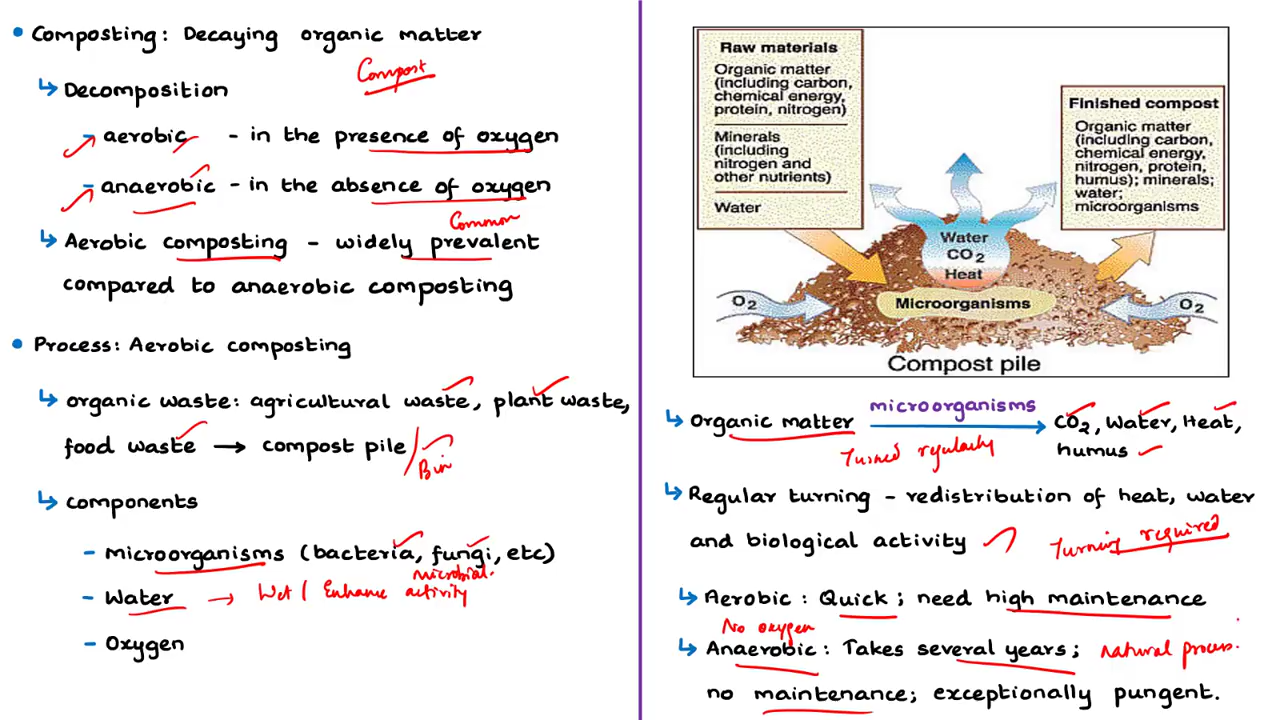 • Composting: Decaying organic matter
Compost
↳ Decomposition
- aerobic - in the presence of oxygen
- anaerobic - in the absence of oxygen
Common
↳ Aerobic composting - widely prevalent
compared to anaerobic composting
• Process: Aerobic composting
↳ organic waste: agricultural waste, plant waste,
food waste → compost pile / Bin
↳ components
- microorganisms (bacteria, fungi, etc)
microbial
- Water → Wet / Enhance activity
- Oxygen
Raw materials
Organic matter
(including carbon,
chemical energy,
protein, nitrogen)
Minerals
(including
nitrogen and
other nutrients)
Water
Finished compost
Organic matter
(including carbon,
chemical energy,
nitrogen, protein,
humus); minerals;
water;
microorganisms
Water
CO2
Heat
O2
Microorganisms
O2
Compost pile
microorganisms
↳ Organic matter → CO2, Water, Heat,
Turned regularly humus
↳ Regular turning - redistribution of heat, water
and biological activity Turning required
↳ Aerobic: Quick; need high maintenance
No oxygen
↳ Anaerobic: Takes several years; natural process.
no maintenance; exceptionally pungent.